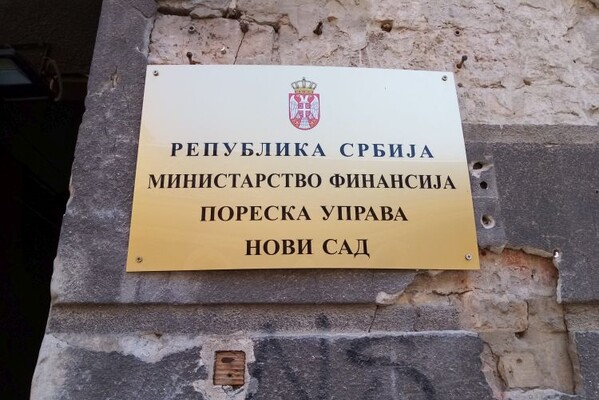 РЕПУБЛИКА СРБИЈА
МИНИСТАРСТВО ФИНАНСИЈА
ПОРЕСКА УПРАВА
НОВИ САД